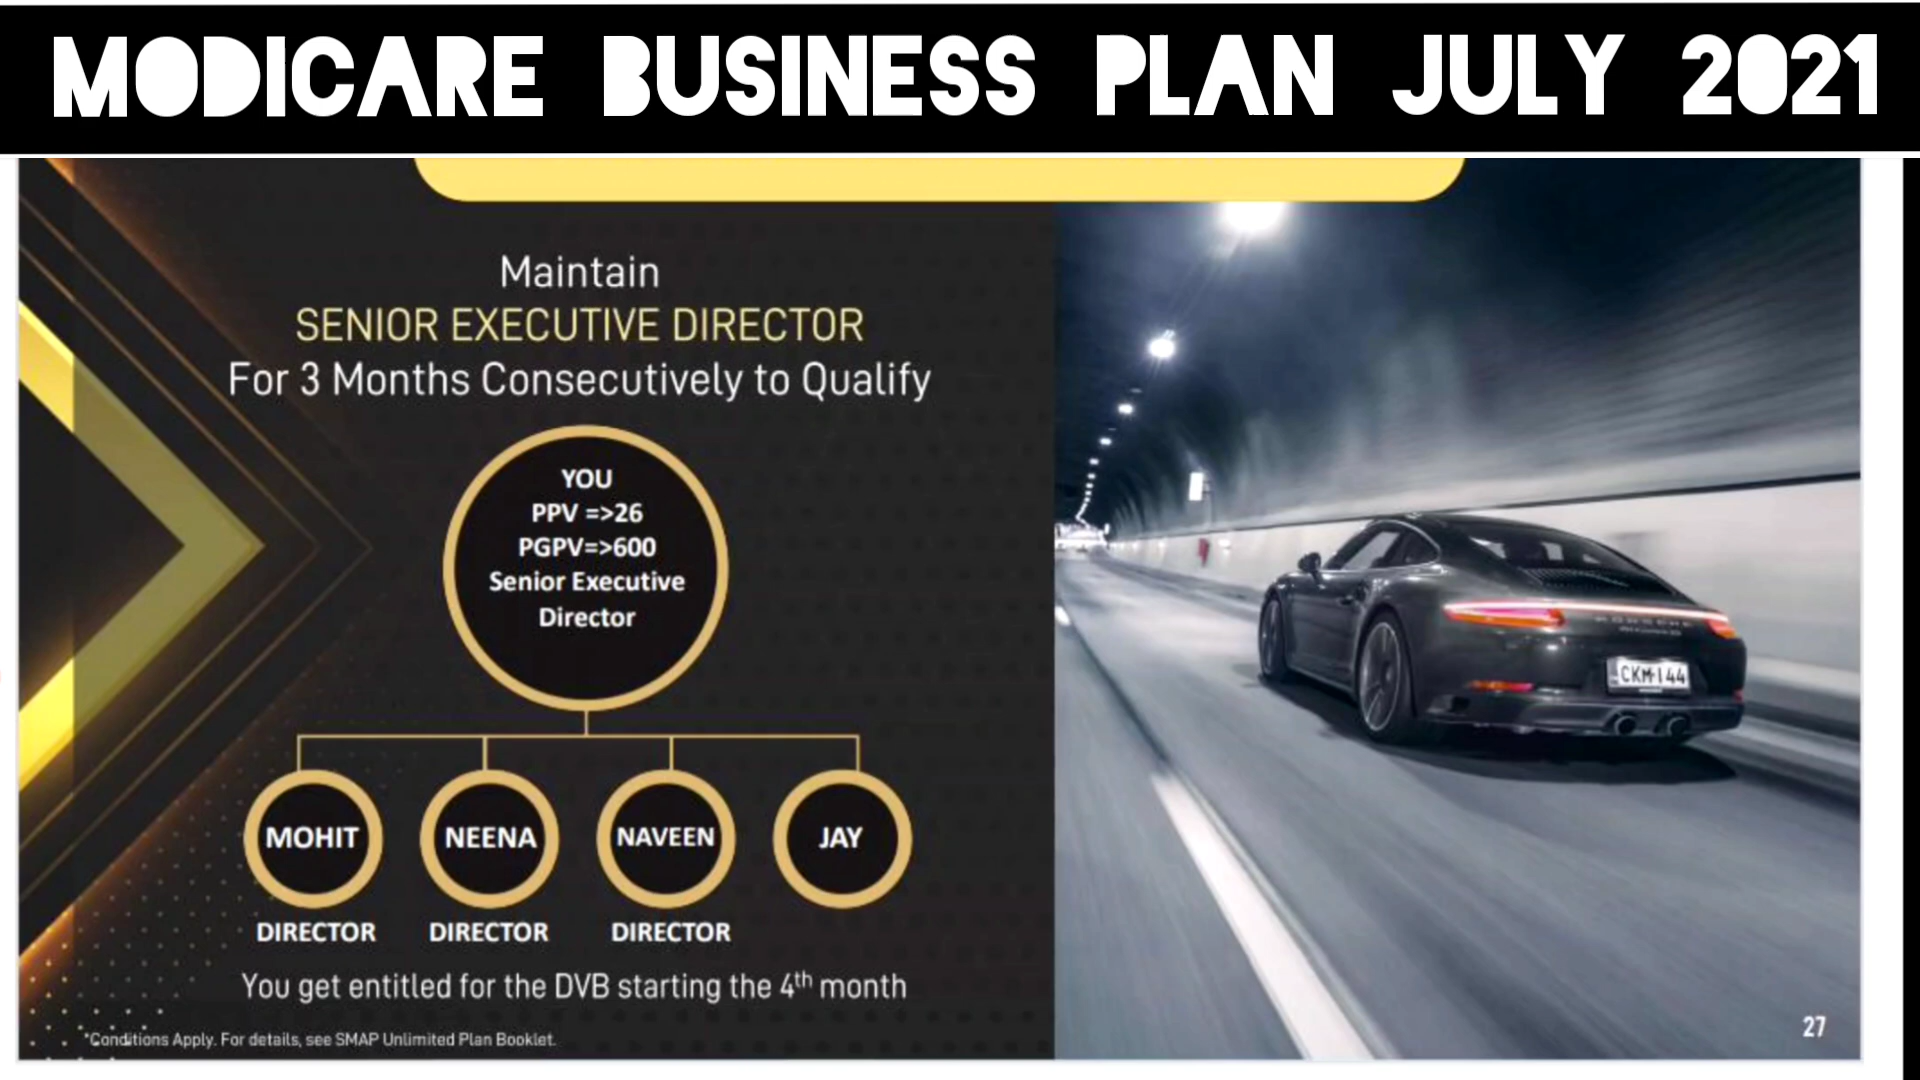 MODICARE BUSINESS PLAN JULY 2021
Maintain
SENIOR EXECUTIVE DIRECTOR
For 3 Months Consecutively to Qualify
YOU
PPV =>26
PGPV=>600
Senior Executive
Director
MOHIT NEENA NAVEEN JAY
DIRECTOR DIRECTOR DIRECTOR
You get entitled for the DVB starting the 4th month
*Conditions Apply. For details, see SMAP Unlimited Plan Booklet.
PORSCHE
CKM-144
27